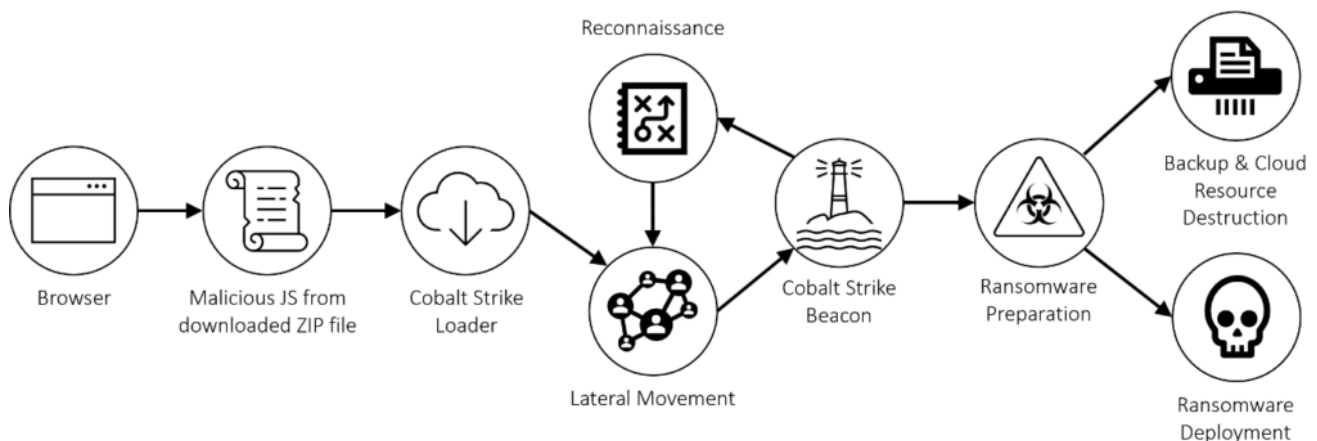 Reconnaissance
Browser
Malicious JS from
downloaded ZIP file
Cobalt Strike
Loader
Lateral Movement
Cobalt Strike
Beacon
Ransomware
Preparation
Backup & Cloud
Resource
Destruction
Ransomware
Deployment